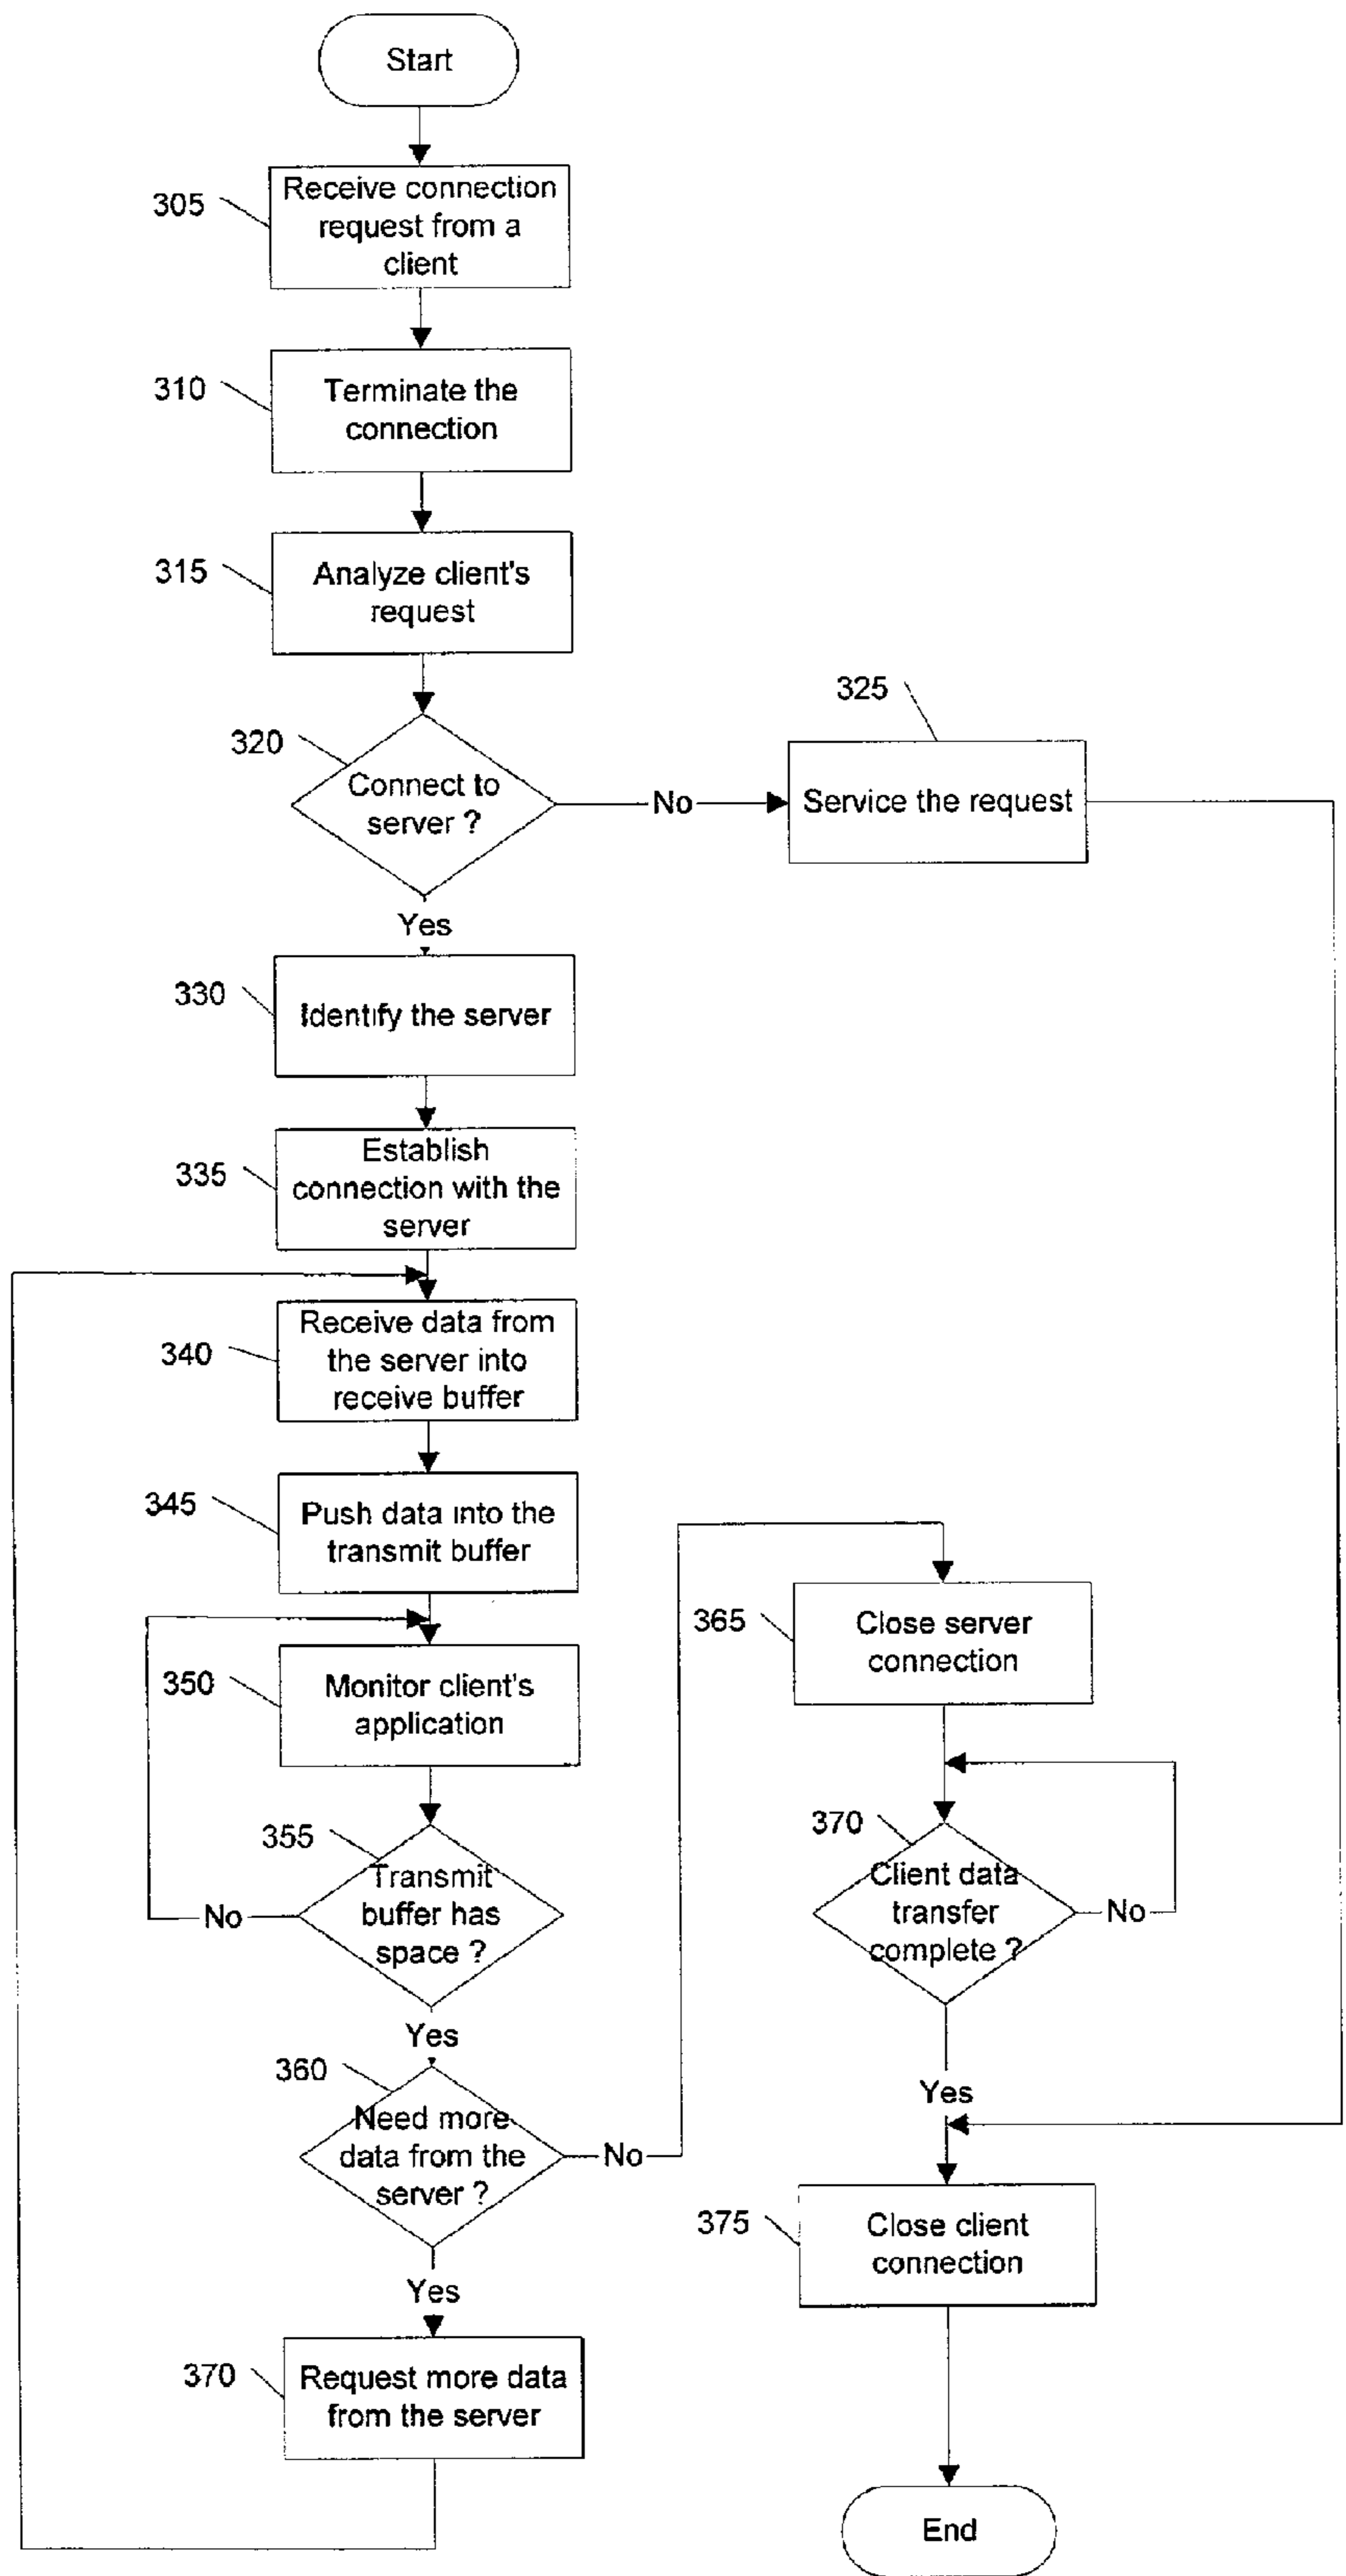 Start
305
Receive connection
request from a
client
310
Terminate the
connection
315
Analyze client's
request
320
Connect to
server ?
No
325
Service the request
Yes
330
Identify the server
335
Establish
connection with the
server
340
Receive data from
the server into
receive buffer
345
Push data into the
transmit buffer
350
Monitor client's
application
355
Transmit
buffer has
space ?
No
Yes
360
Need more
data from the
server ?
No
Yes
370
Request more data
from the server
365
Close server
connection
370
Client data
transfer
complete ?
No
Yes
375
Close client
connection
End